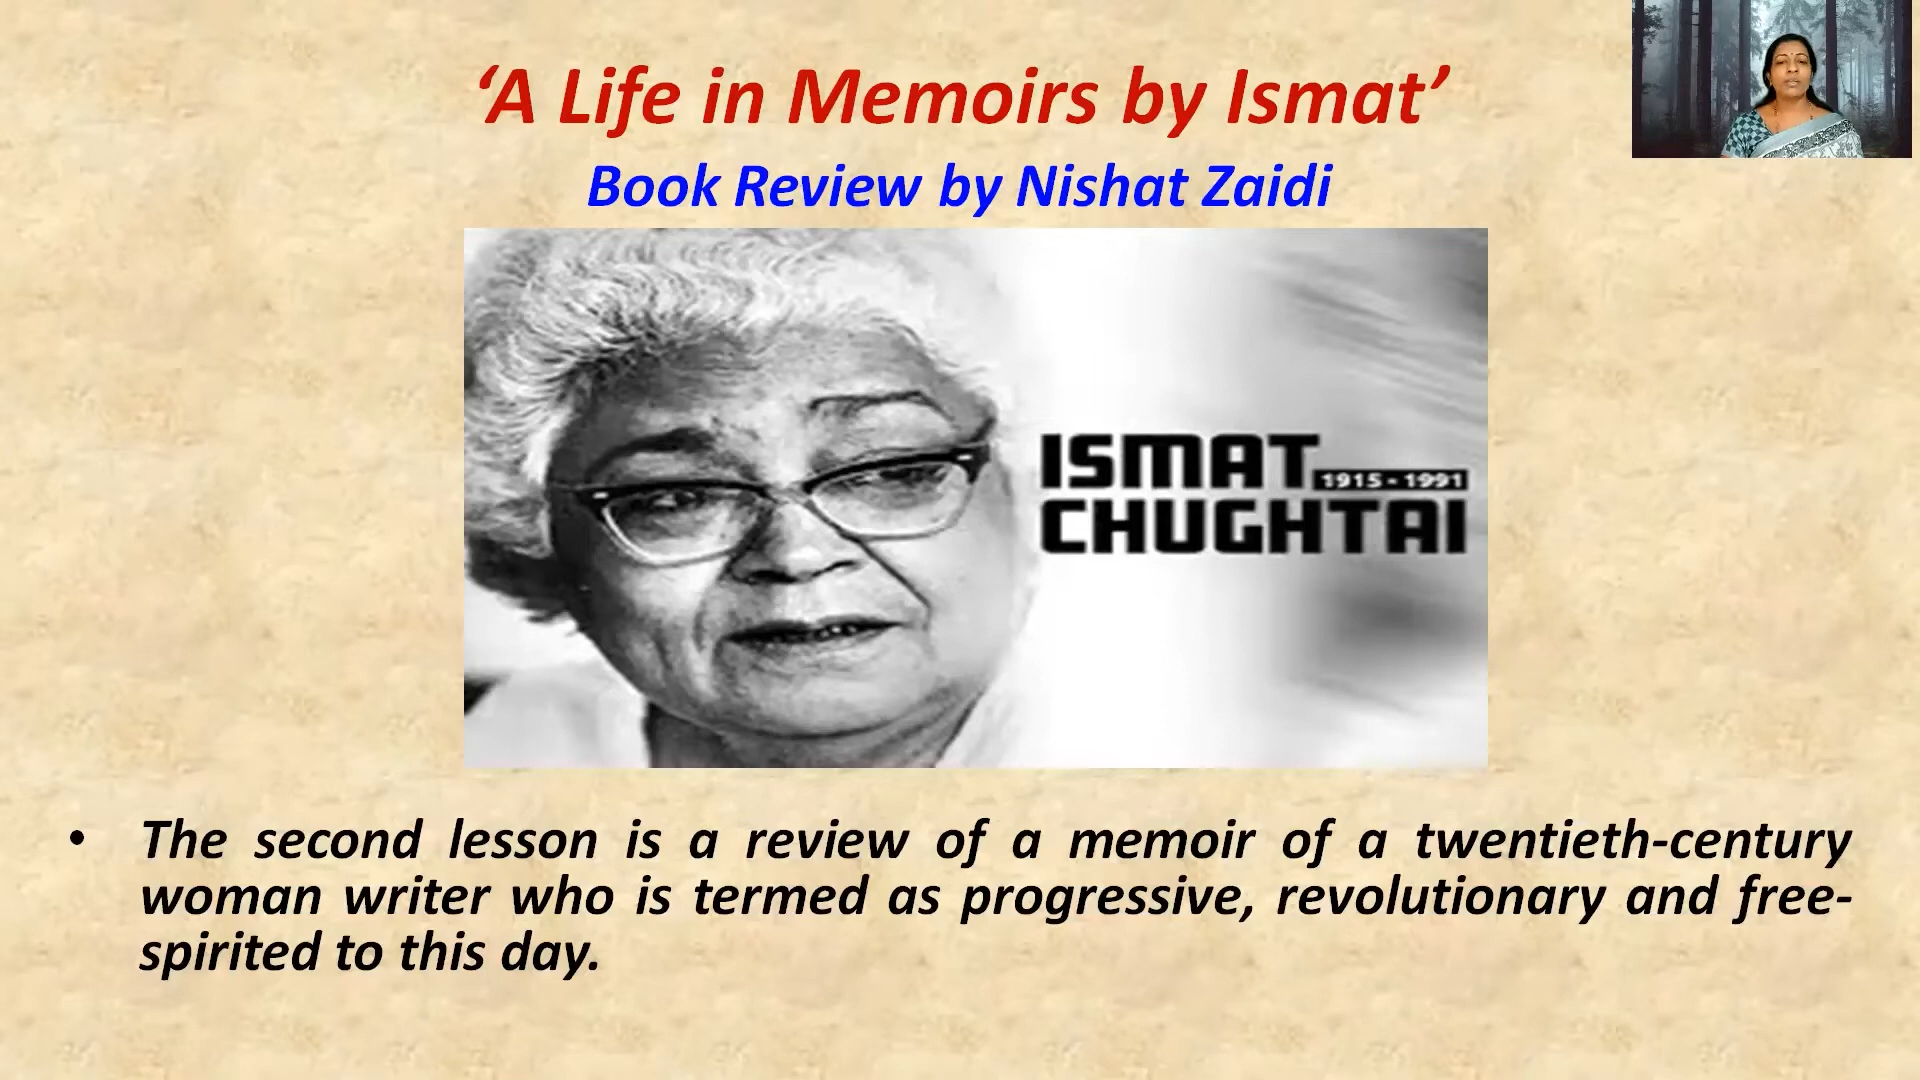 ‘A Life in Memoirs by Ismat’
Book Review by Nishat Zaidi
ISMAT
1915-1991
CHUGHTAI
• The second lesson is a review of a memoir of a twentieth-century
woman writer who is termed as progressive, revolutionary and free-
spirited to this day.